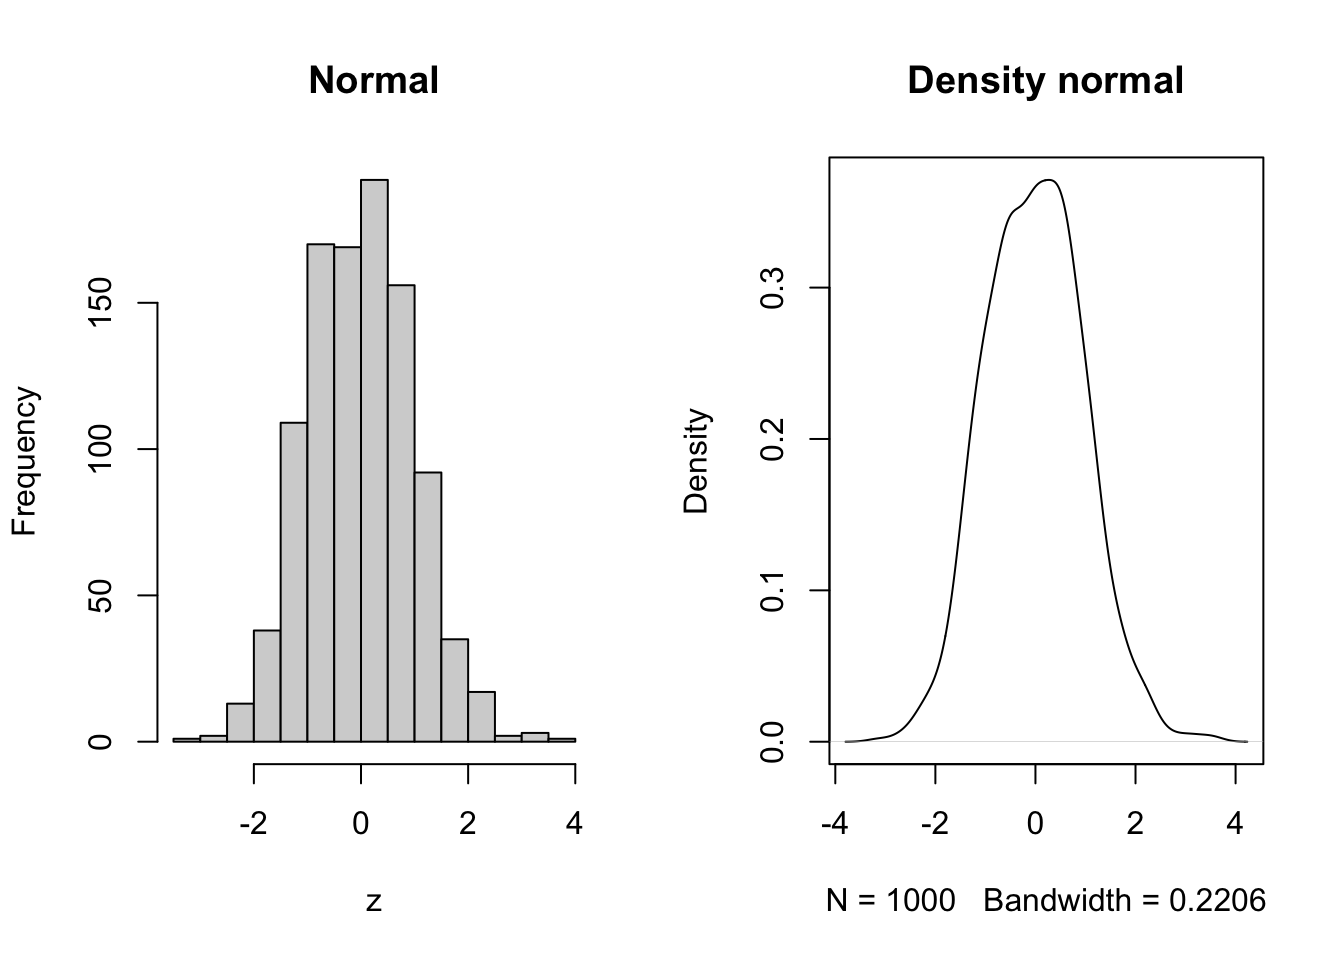 Normal
Frequency
150
100
50
0
-2 0 2 4
z
Density normal
Density
0.3
0.2
0.1
0.0
-4 -2 0 2 4
N = 1000 Bandwidth = 0.2206